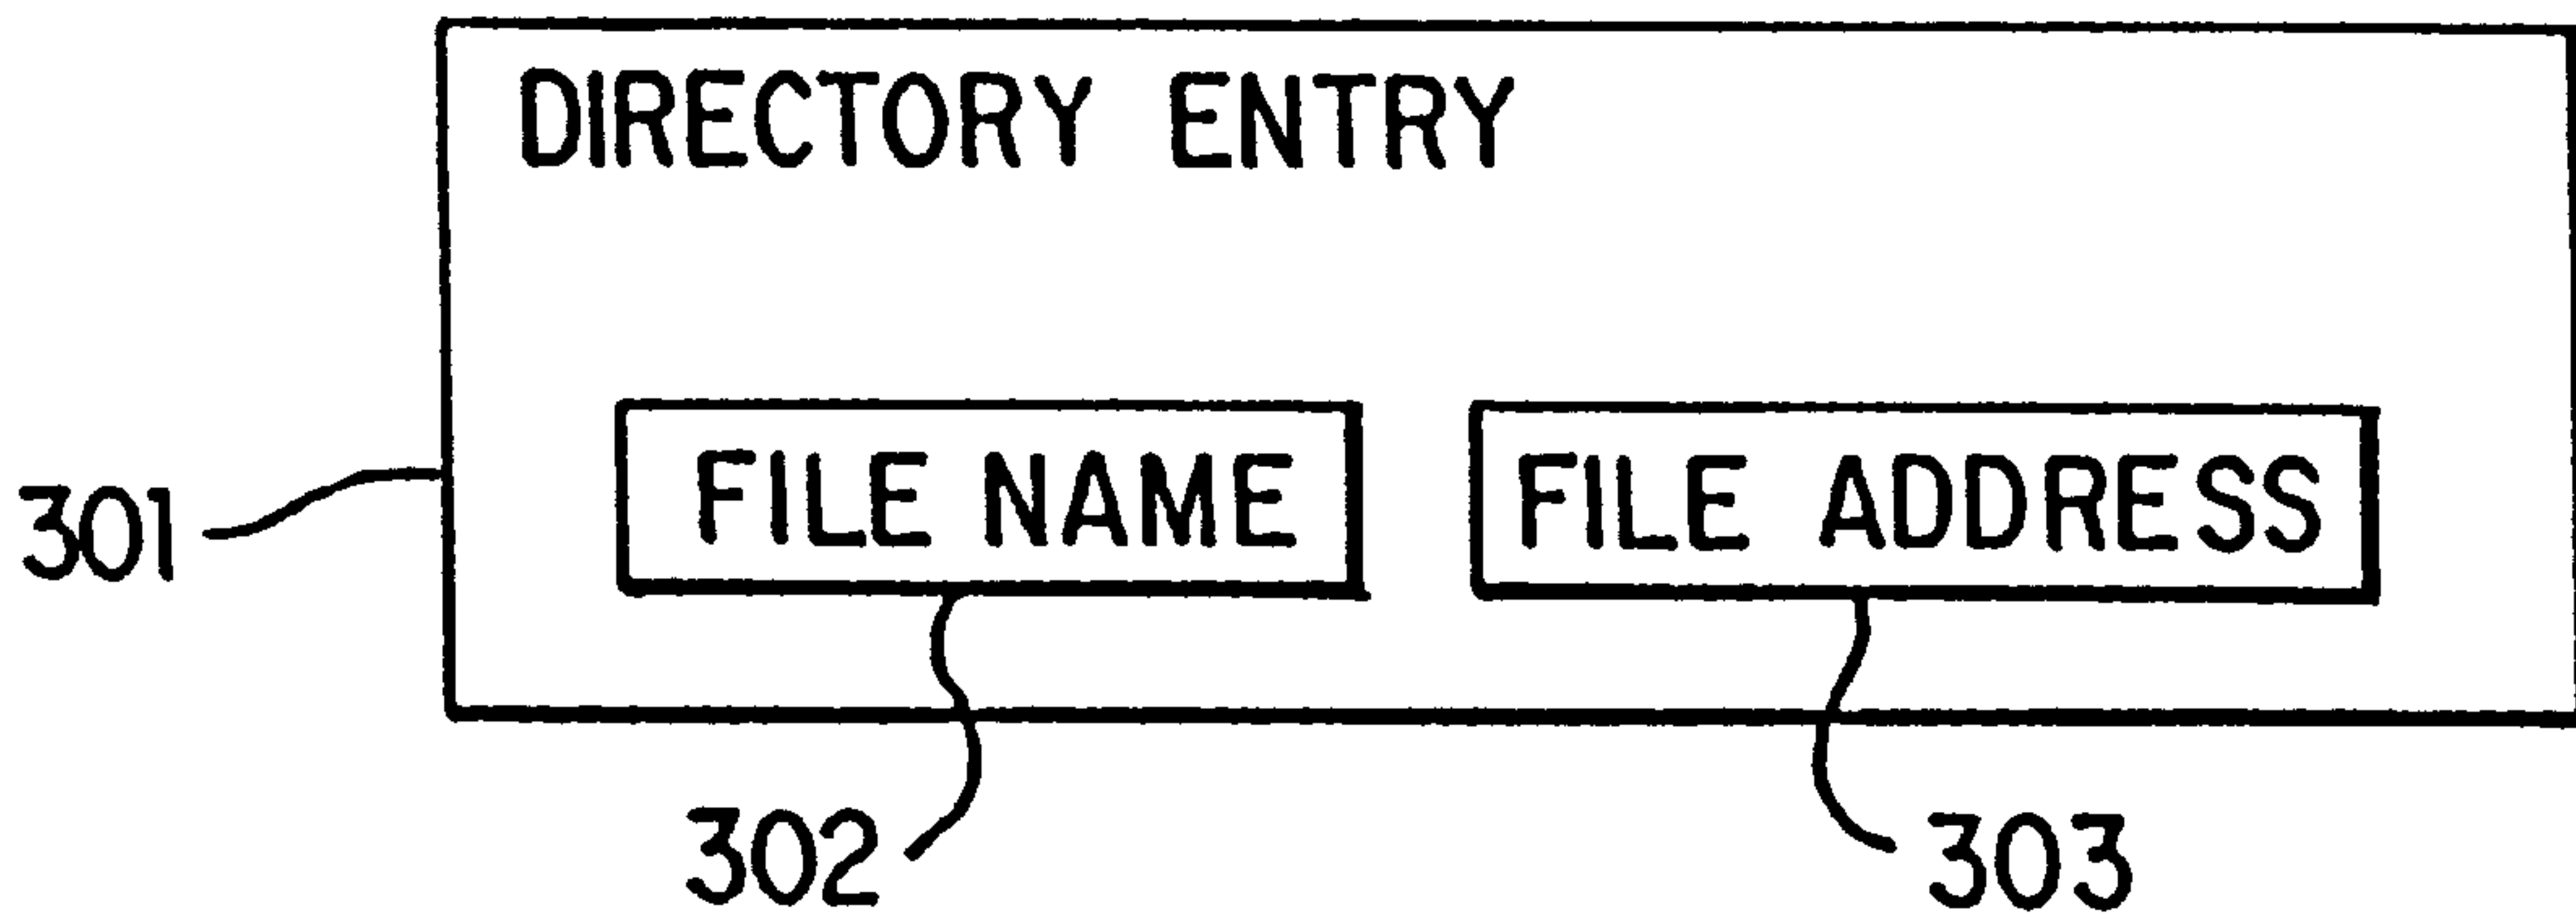 DIRECTORY ENTRY
FILE NAME
FILE ADDRESS
301
302
303